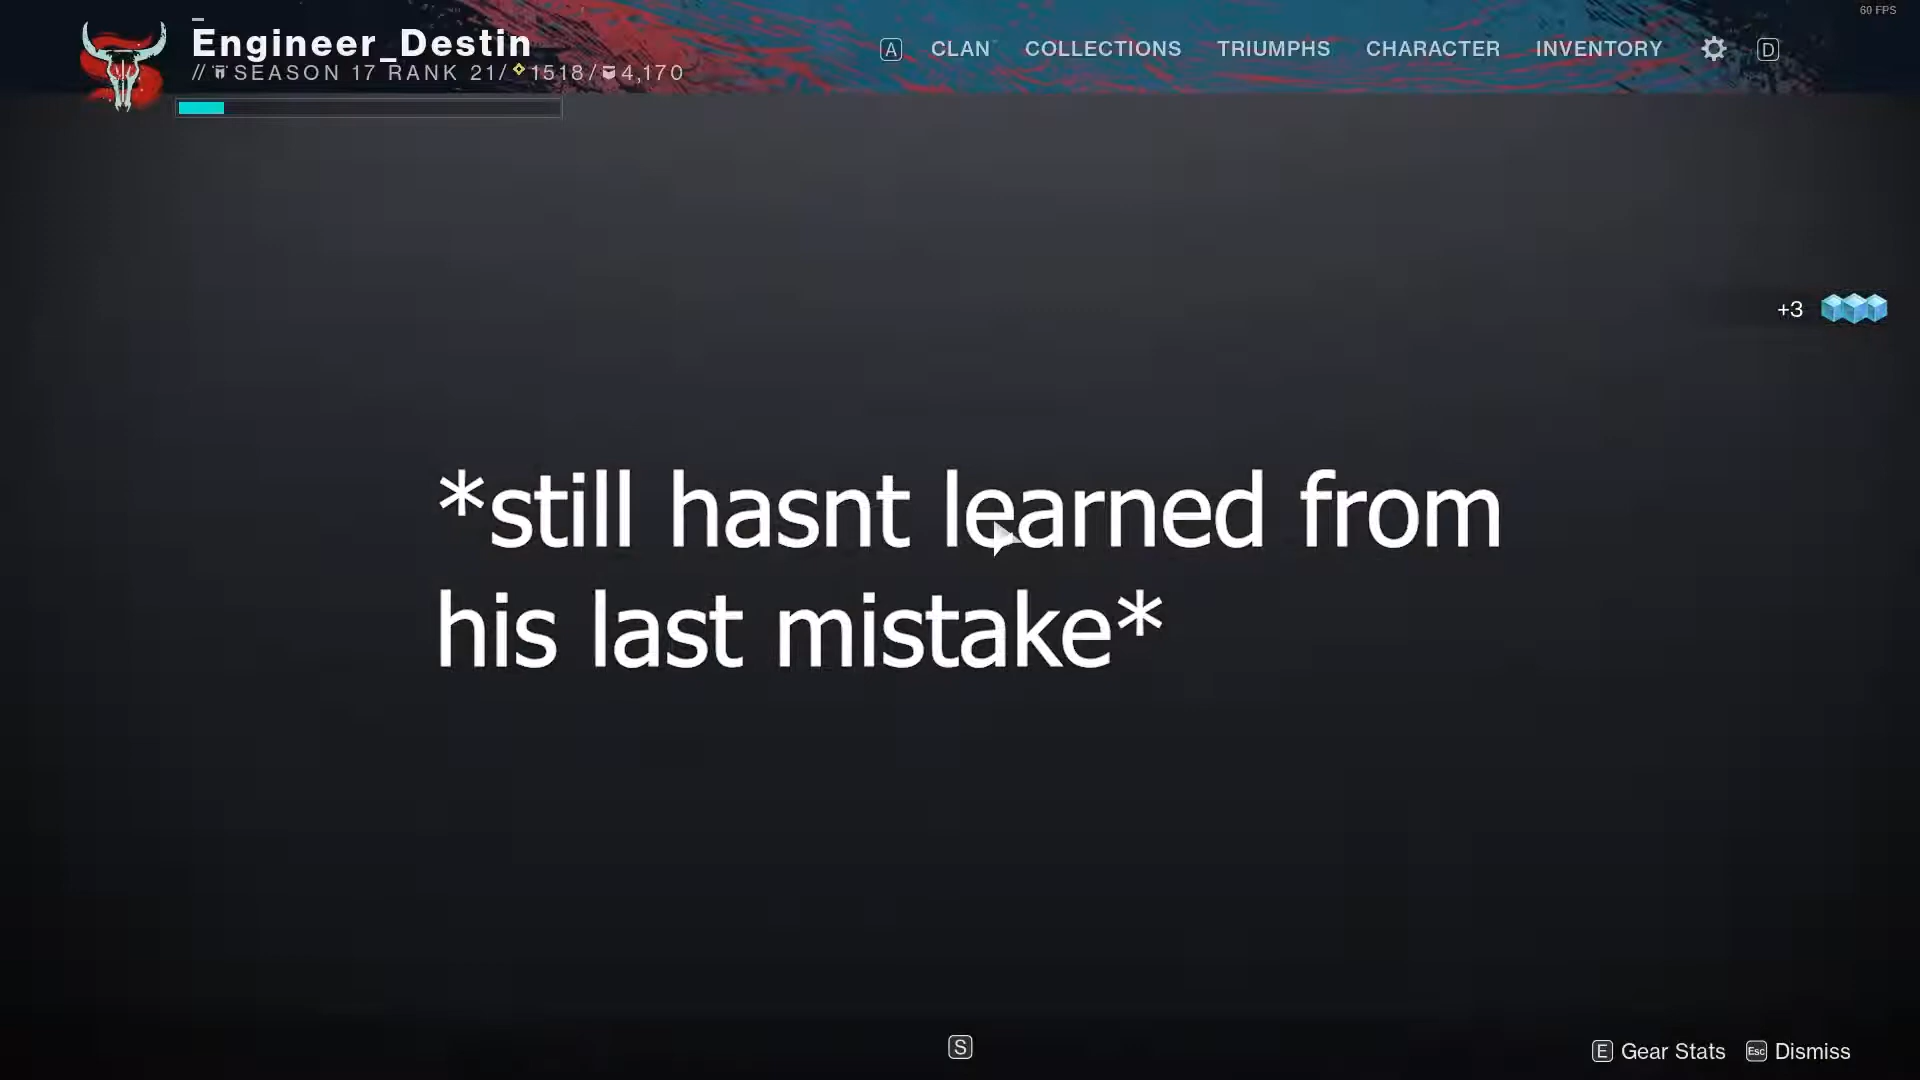 60 FPS
Engineer_Destin
A CLAN COLLECTIONS TRIUMPHS CHARACTER INVENTORY D
// SEASON 17 RANK 21/ 1518/ 4,170
+3
*still hasnt learned from
his last mistake*
S
E Gear Stats Esc Dismiss